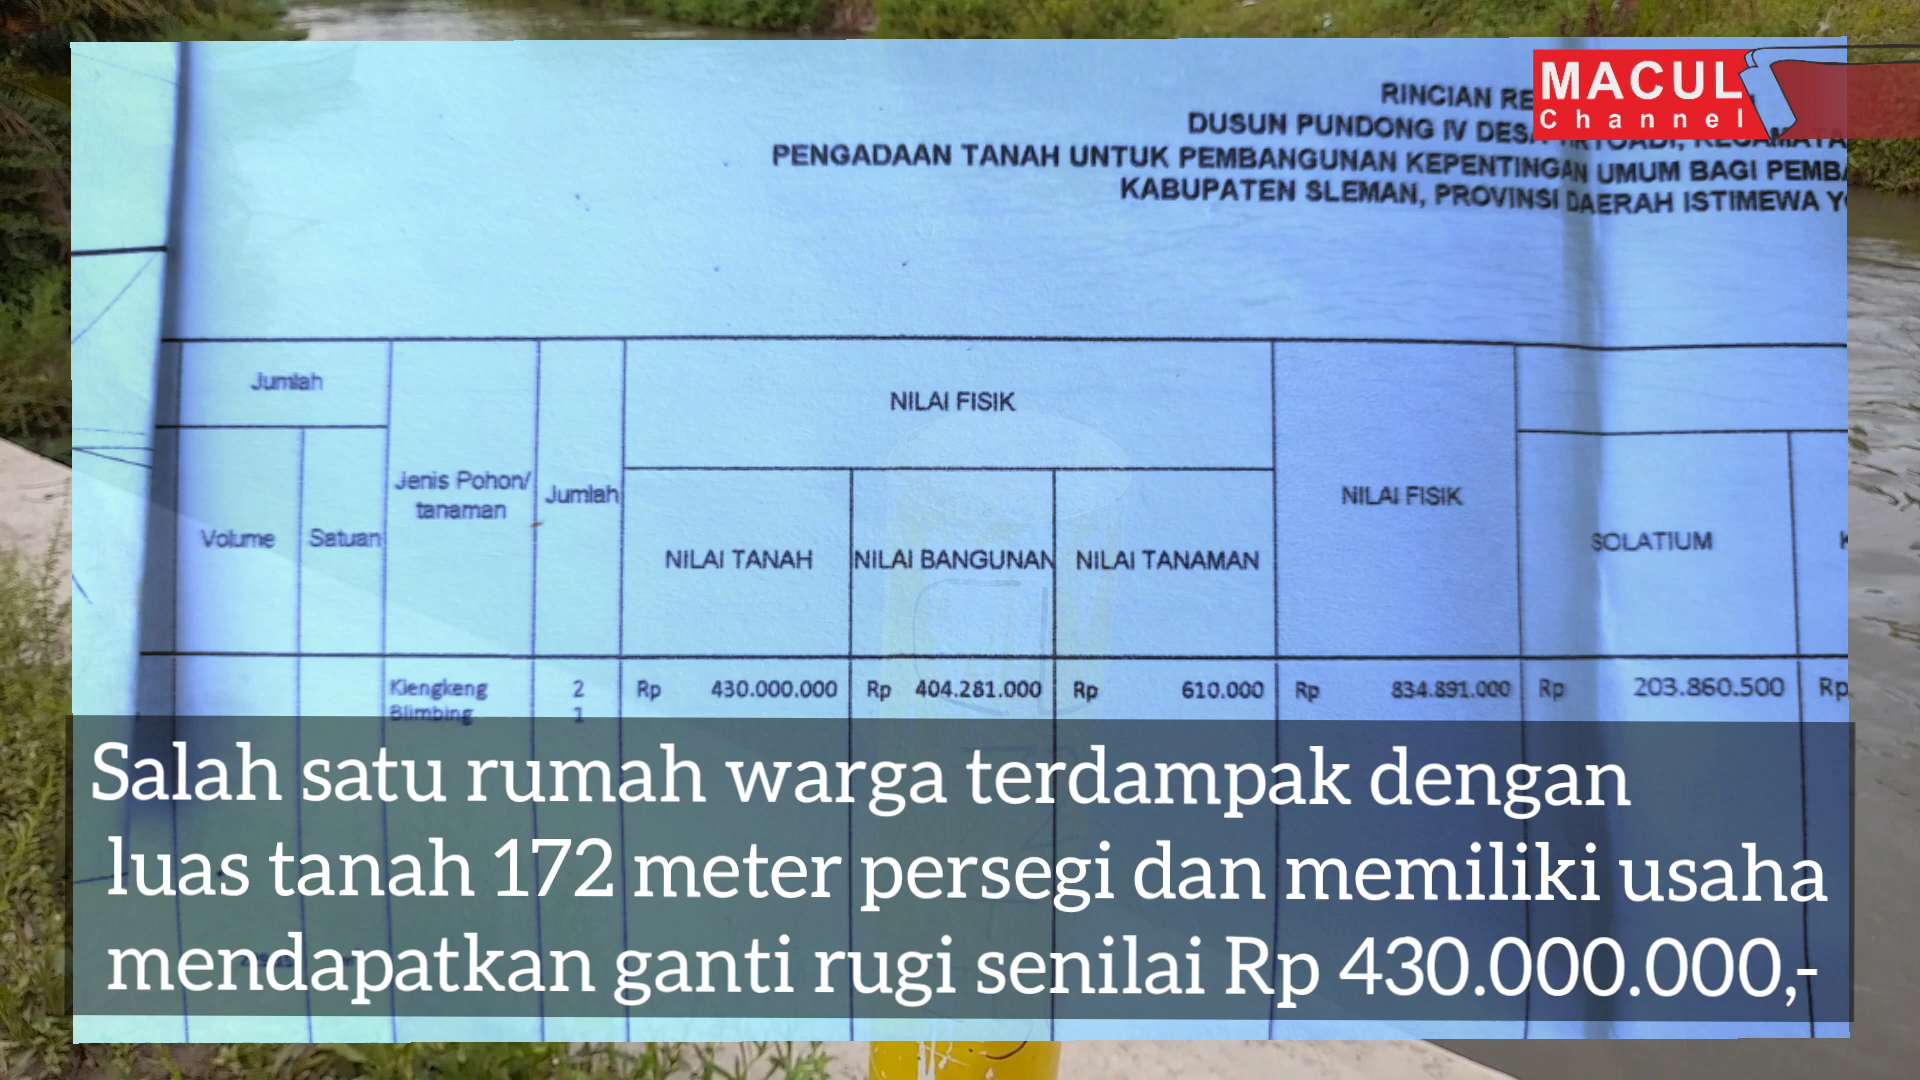 MACUL
Channel
RINCIAN
DUSUN PUNDONG IV DESA
PENGADAAN TANAH UNTUK PEMBANGUNAN KEPENTINGAN UMUM BAGI
KABUPATEN SLEMAN, PROVINSI DAERAH ISTIMEWA
Jumlah
NILAI FISIK
Jenis Pohon/
tanaman
Jumlah
NILAI FISIK
Volume
Satuan
NILAI TANAH
NILAI BANGUNAN
NILAI TANAMAN
SOLATIUM
Klengkeng 2 Rp 430.000.000 Rp 404.281.000 Rp 610.000 Rp 834.891.000 Rp 203.860.500 Rp
Blimbing 1
Salah satu rumah warga terdampak dengan
luas tanah 172 meter persegi dan memiliki usaha
mendapatkan ganti rugi senilai Rp 430.000.000,-